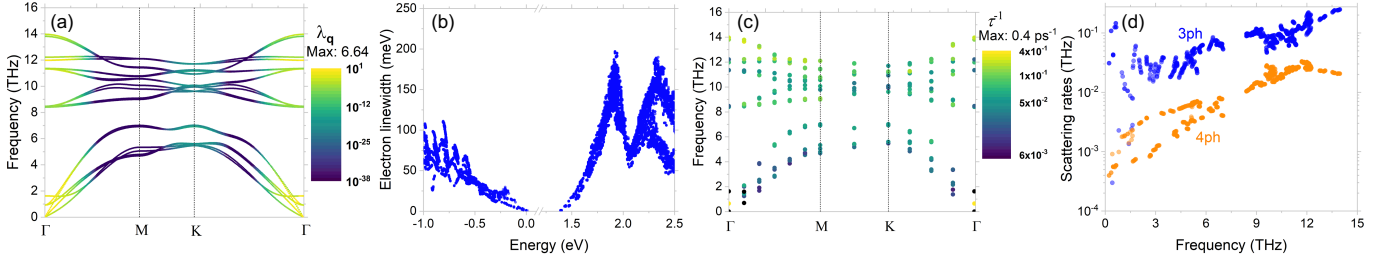 (a)
λq
Max: 6.64
10^1
10^-12
10^-25
10^-38
Frequency (THz)
16
14
12
10
8
6
4
2
0
Γ M K Γ
(b)
Electron linewidth (meV)
300
250
200
150
100
50
0
-1.0 -0.5 0.0 1.5 2.0 2.5
Energy (eV)
(c)
τ^-1
Max: 0.4 ps^-1
4x10^-1
1x10^-1
5x10^-2
6x10^-3
Frequency (THz)
16
14
12
10
8
6
4
2
0
Γ M K Γ
(d)
3ph
4ph
Scattering rates (THz)
10^-1
10^-2
10^-3
10^-4
0 3 6 9 12 15
Frequency (THz)